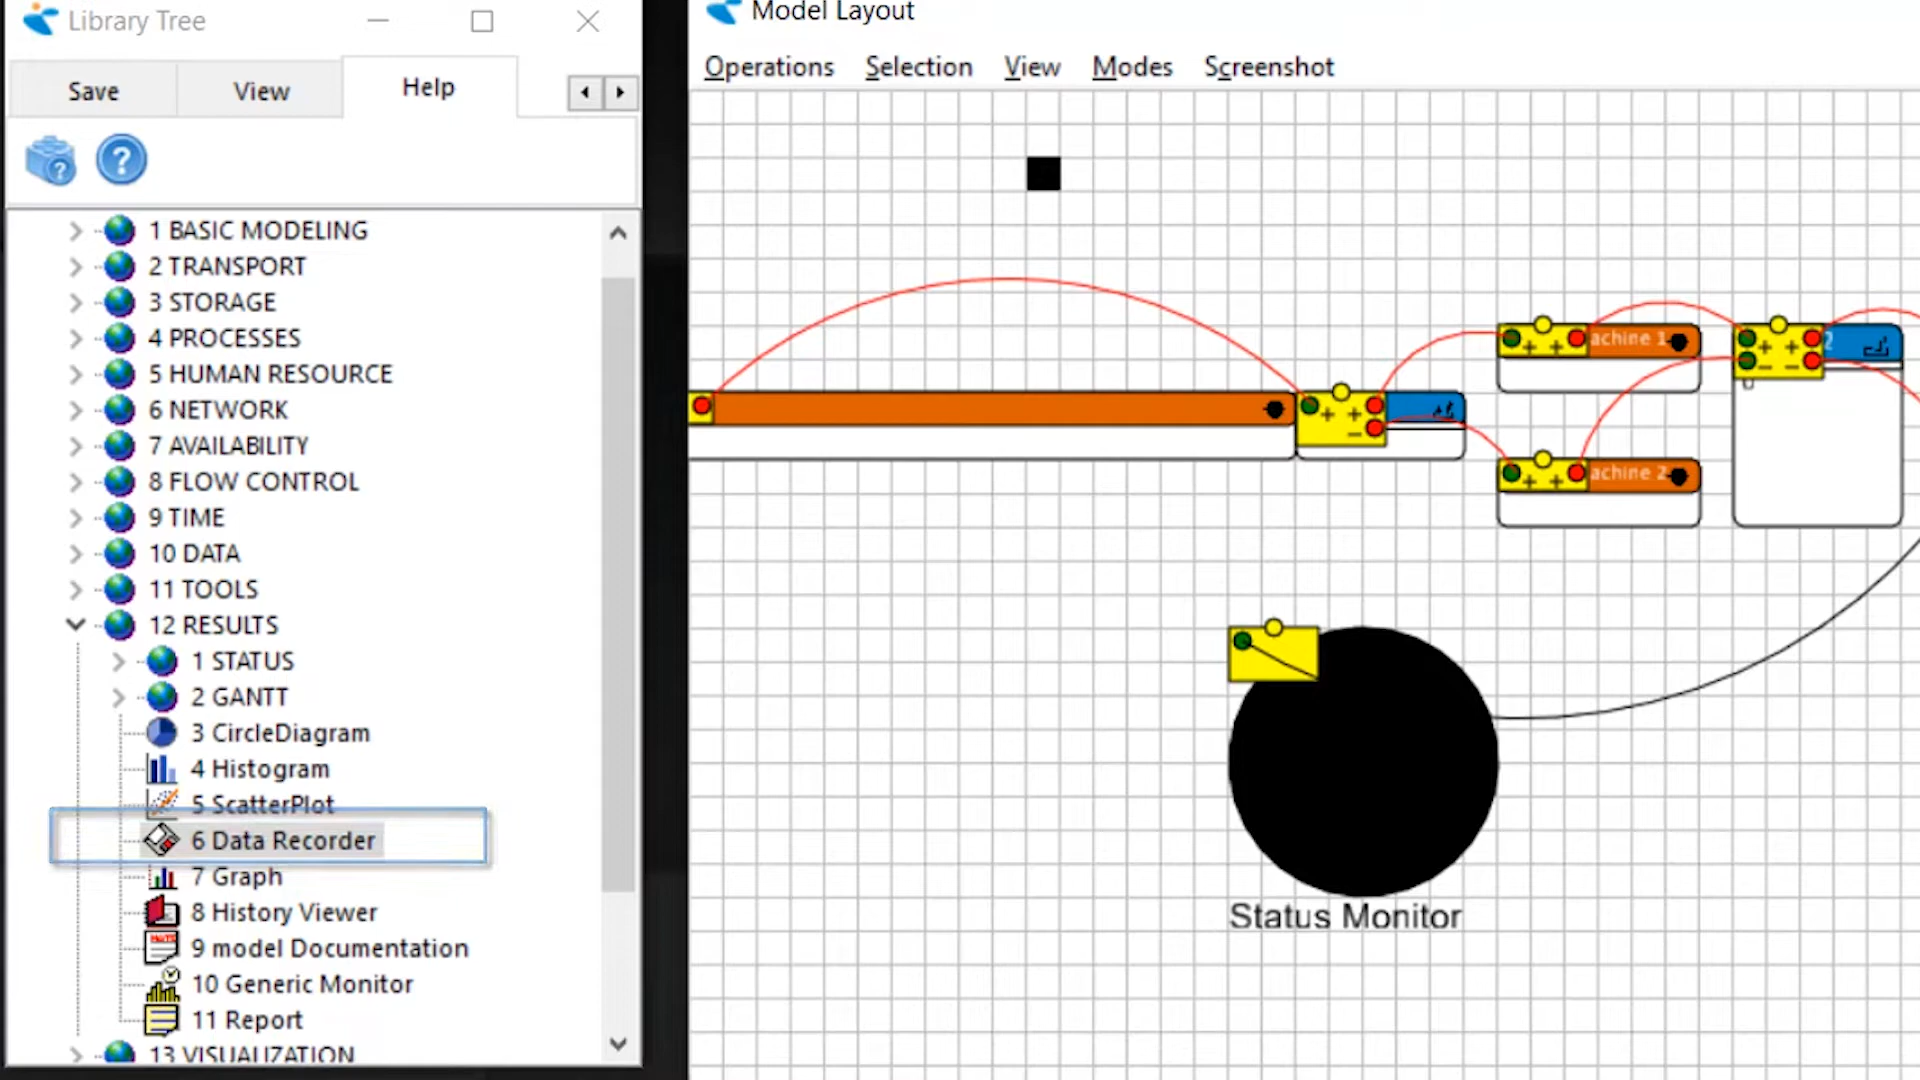 Library Tree
Save View Help
1 BASIC MODELING
2 TRANSPORT
3 STORAGE
4 PROCESSES
5 HUMAN RESOURCE
6 NETWORK
7 AVAILABILITY
8 FLOW CONTROL
9 TIME
10 DATA
11 TOOLS
12 RESULTS
1 STATUS
2 GANTT
3 CircleDiagram
4 Histogram
5 ScatterPlot
6 Data Recorder
7 Graph
8 History Viewer
9 model Documentation
10 Generic Monitor
11 Report
13 VISUALIZATION
Model Layout
Operations Selection View Modes Screenshot
achine 1
2
achine 2
Status Monitor